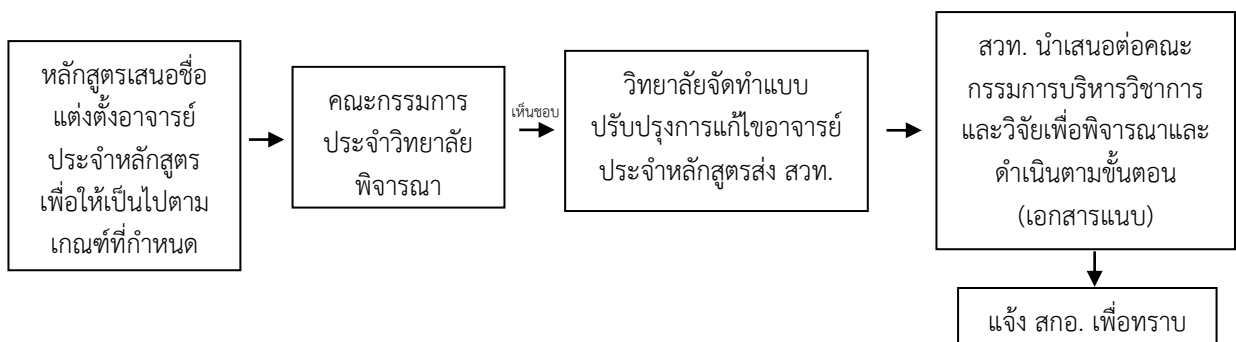 หลักสูตรเสนอชื่อ
แต่งตั้งอาจารย์
ประจำหลักสูตร
เพื่อให้เป็นไปตาม
เกณฑ์ที่กำหนด
คณะกรรมการ
ประจำวิทยาลัย
พิจารณา
เห็นชอบ
วิทยาลัยจัดทำแบบ
ปรับปรุงการแก้ไขอาจารย์
ประจำหลักสูตรส่ง สวท.
สวท. นำเสนอต่อคณะ
กรรมการบริหารวิชาการ
และวิจัยเพื่อพิจารณาและ
ดำเนินตามขั้นตอน
(เอกสารแนบ)
แจ้ง สกอ. เพื่อทราบ